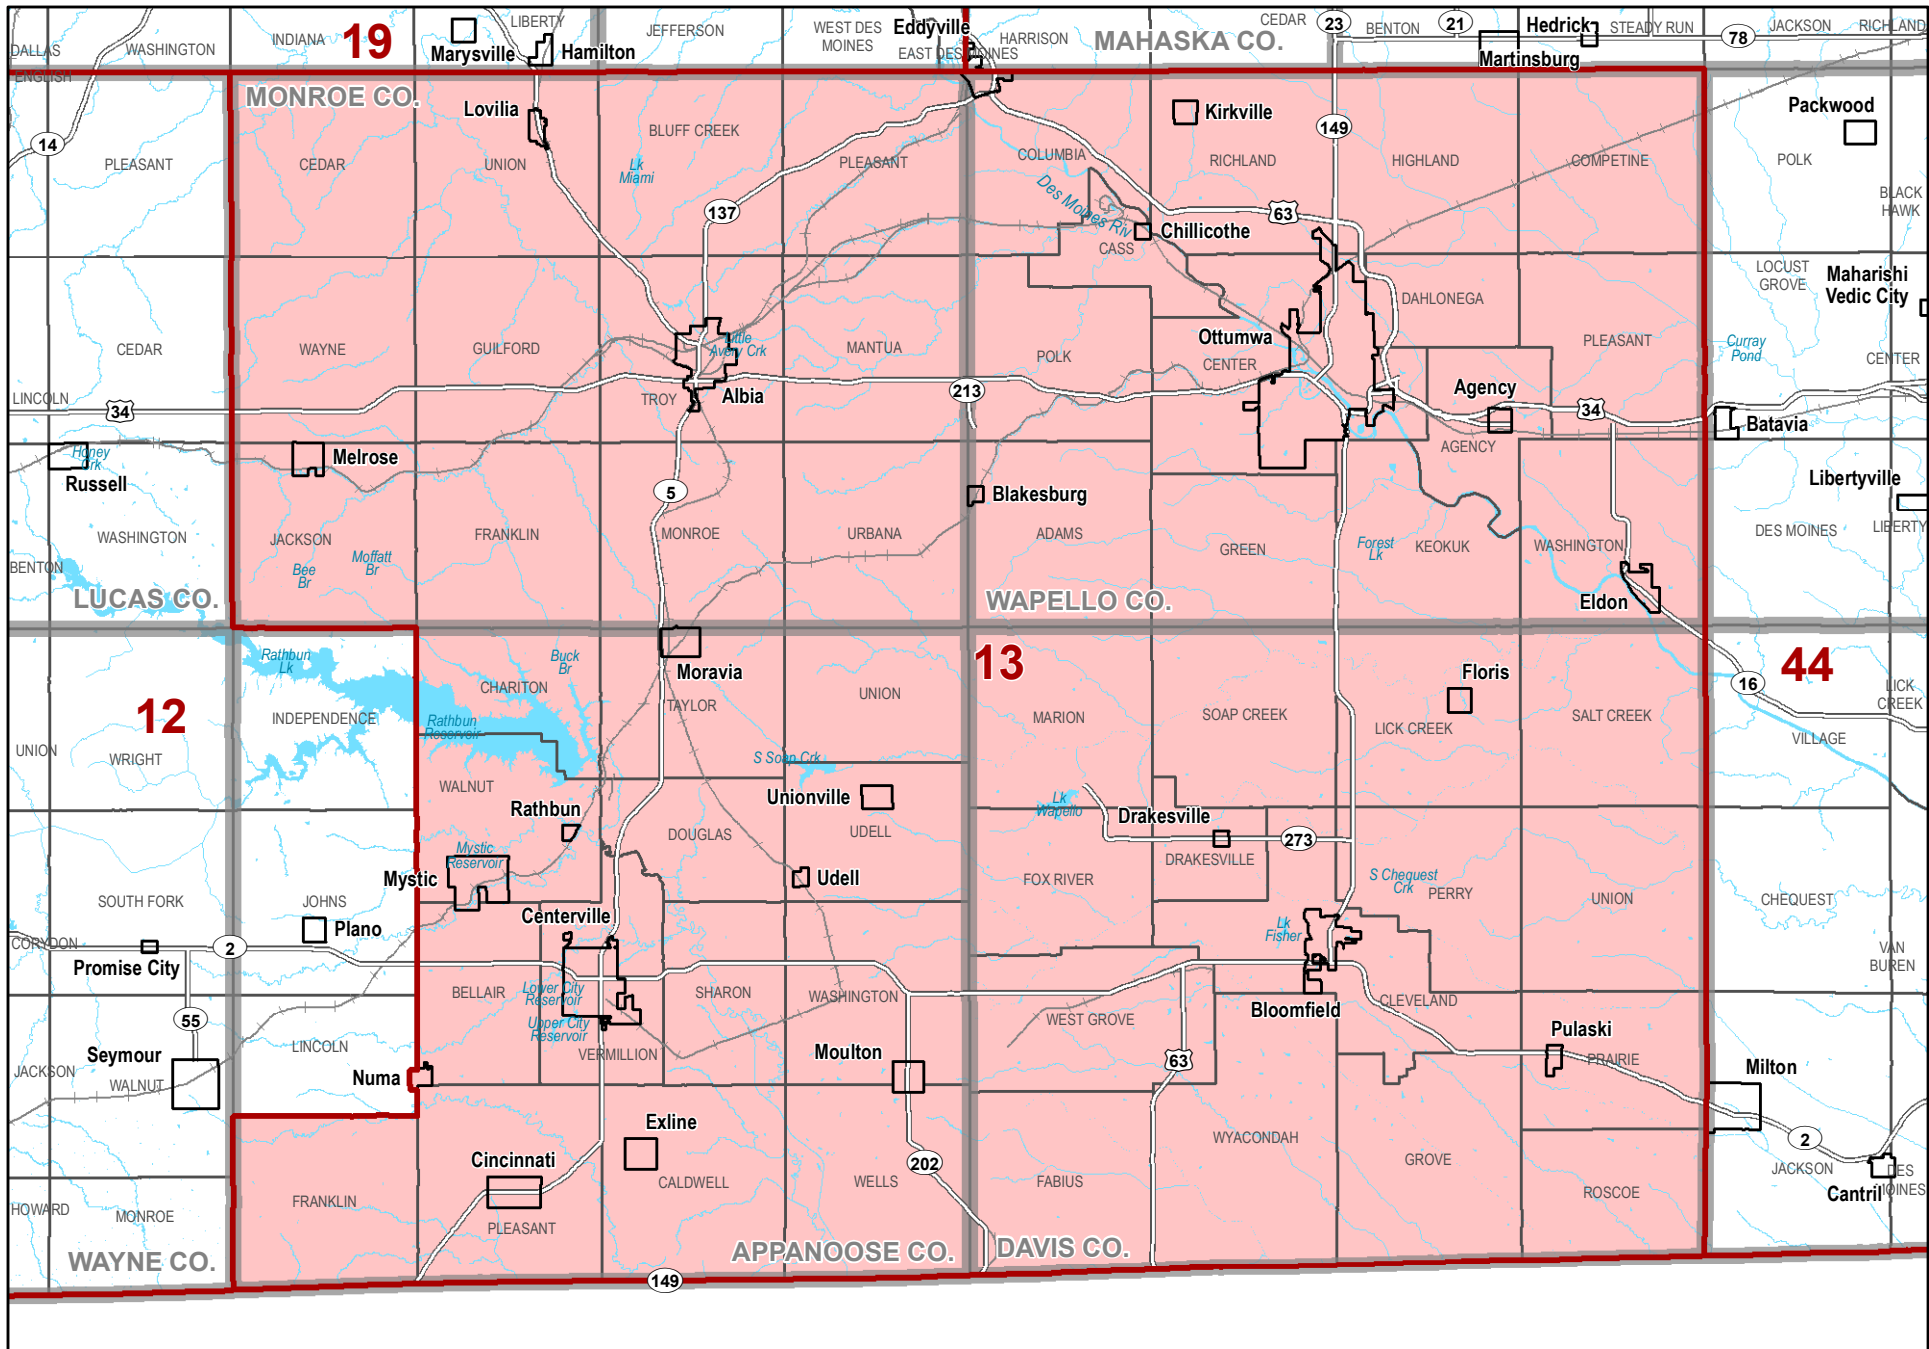 19
LIBERTY
Marysville
Hamilton
INDIANA
JEFFERSON
WEST DES
MOINES
Eddyville
EAST DES MOINES
HARRISON
CEDAR
MAHASKA CO.
23
BENTON
21
Hedrick
Martinsburg
STEADY RUN
78
JACKSON
RICHLAND
DALLAS
WASHINGTON
ENGLISH
MONROE CO.
Lovilia
BLUFF CREEK
Kirkville
149
Packwood
14
PLEASANT
CEDAR
UNION
Lk
Miami
PLEASANT
COLUMBIA
RICHLAND
HIGHLAND
COMPETINE
POLK
BLACK
HAWK
137
Des Moines Riv
63
Chillicothe
CASS
LOCUST
GROVE
Maharishi
Vedic City
DAHLONEGA
CEDAR
WAYNE
GUILFORD
Little
Avery Crk
MANTUA
POLK
Ottumwa
CENTER
PLEASANT
Curray
Pond
CENTER
LINCOLN
34
TROY
Albia
213
Agency
34
Batavia
AGENCY
Honey
Crk
Russell
Melrose
5
Blakesburg
Libertyville
WASHINGTON
JACKSON
FRANKLIN
MONROE
URBANA
ADAMS
GREEN
Forest
Lk
KEOKUK
WASHINGTON
DES MOINES
LIBERTY
BENTON
Bee
Br
Moffatt
Br
LUCAS CO.
WAPELLO CO.
Eldon
Rathbun
Lk
Buck
Br
Moravia
13
Floris
44
12
CHARITON
TAYLOR
UNION
MARION
SOAP CREEK
LICK CREEK
SALT CREEK
16
LICK
CREEK
INDEPENDENCE
Rathbun
Reservoir
UNION
WRIGHT
VILLAGE
S Soap Crk
WALNUT
Rathbun
Unionville
DOUGLAS
UDELL
Lk
Wapello
Drakesville
273
DRAKESVILLE
Mystic
Reservoir
Mystic
Udell
FOX RIVER
S Chequest
Crk
PERRY
UNION
CHEQUEST
SOUTH FORK
JOHNS
Plano
Centerville
Lk
Fisher
CORYDON
Promise City
2
VAN
BUREN
BELLAIR
Lower City
Reservoir
SHARON
WASHINGTON
Bloomfield
CLEVELAND
55
Upper City
Reservoir
WEST GROVE
Pulaski
Seymour
LINCOLN
VERMILLION
Moulton
63
PRAIRIE
JACKSON
WALNUT
Numa
Milton
Exline
Cincinnati
WYACONDAH
2
202
GROVE
JACKSON
DES
MOINES
FRANKLIN
CALDWELL
WELLS
FABIUS
ROSCOE
Cantril
HOWARD
MONROE
PLEASANT
WAYNE CO.
APPANOOSE CO.
DAVIS CO.
149